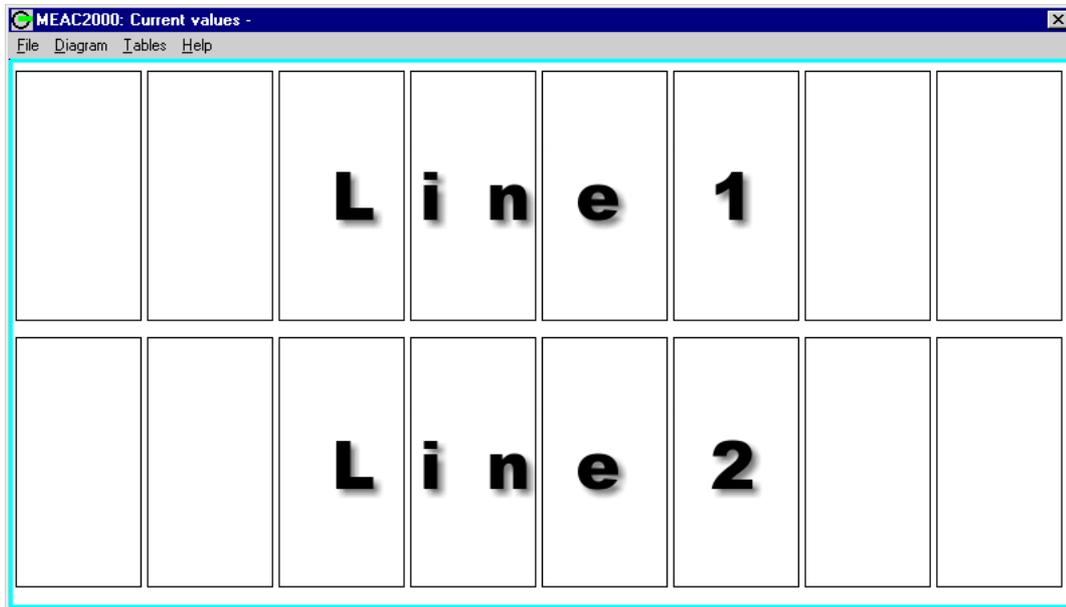 MEAC2000: Current values -
File Diagram Tables Help
Line 1
Line 2